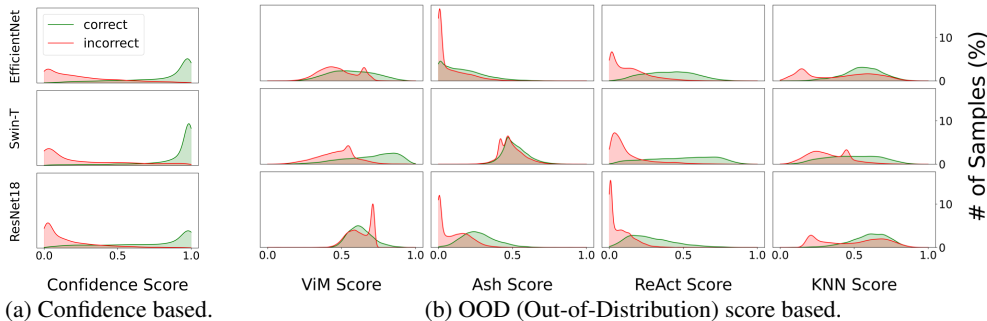 EfficientNet
correct
incorrect
Swin-T
ResNet18
0.0 0.5 1.0
Confidence Score
(a) Confidence based.
10
0
10
0
10
0
# of Samples (%)
0.0 0.5 1.0
0.0 0.5 1.0
0.0 0.5 1.0
0.0 0.5 1.0
ViM Score
Ash Score
ReAct Score
KNN Score
(b) OOD (Out-of-Distribution) score based.